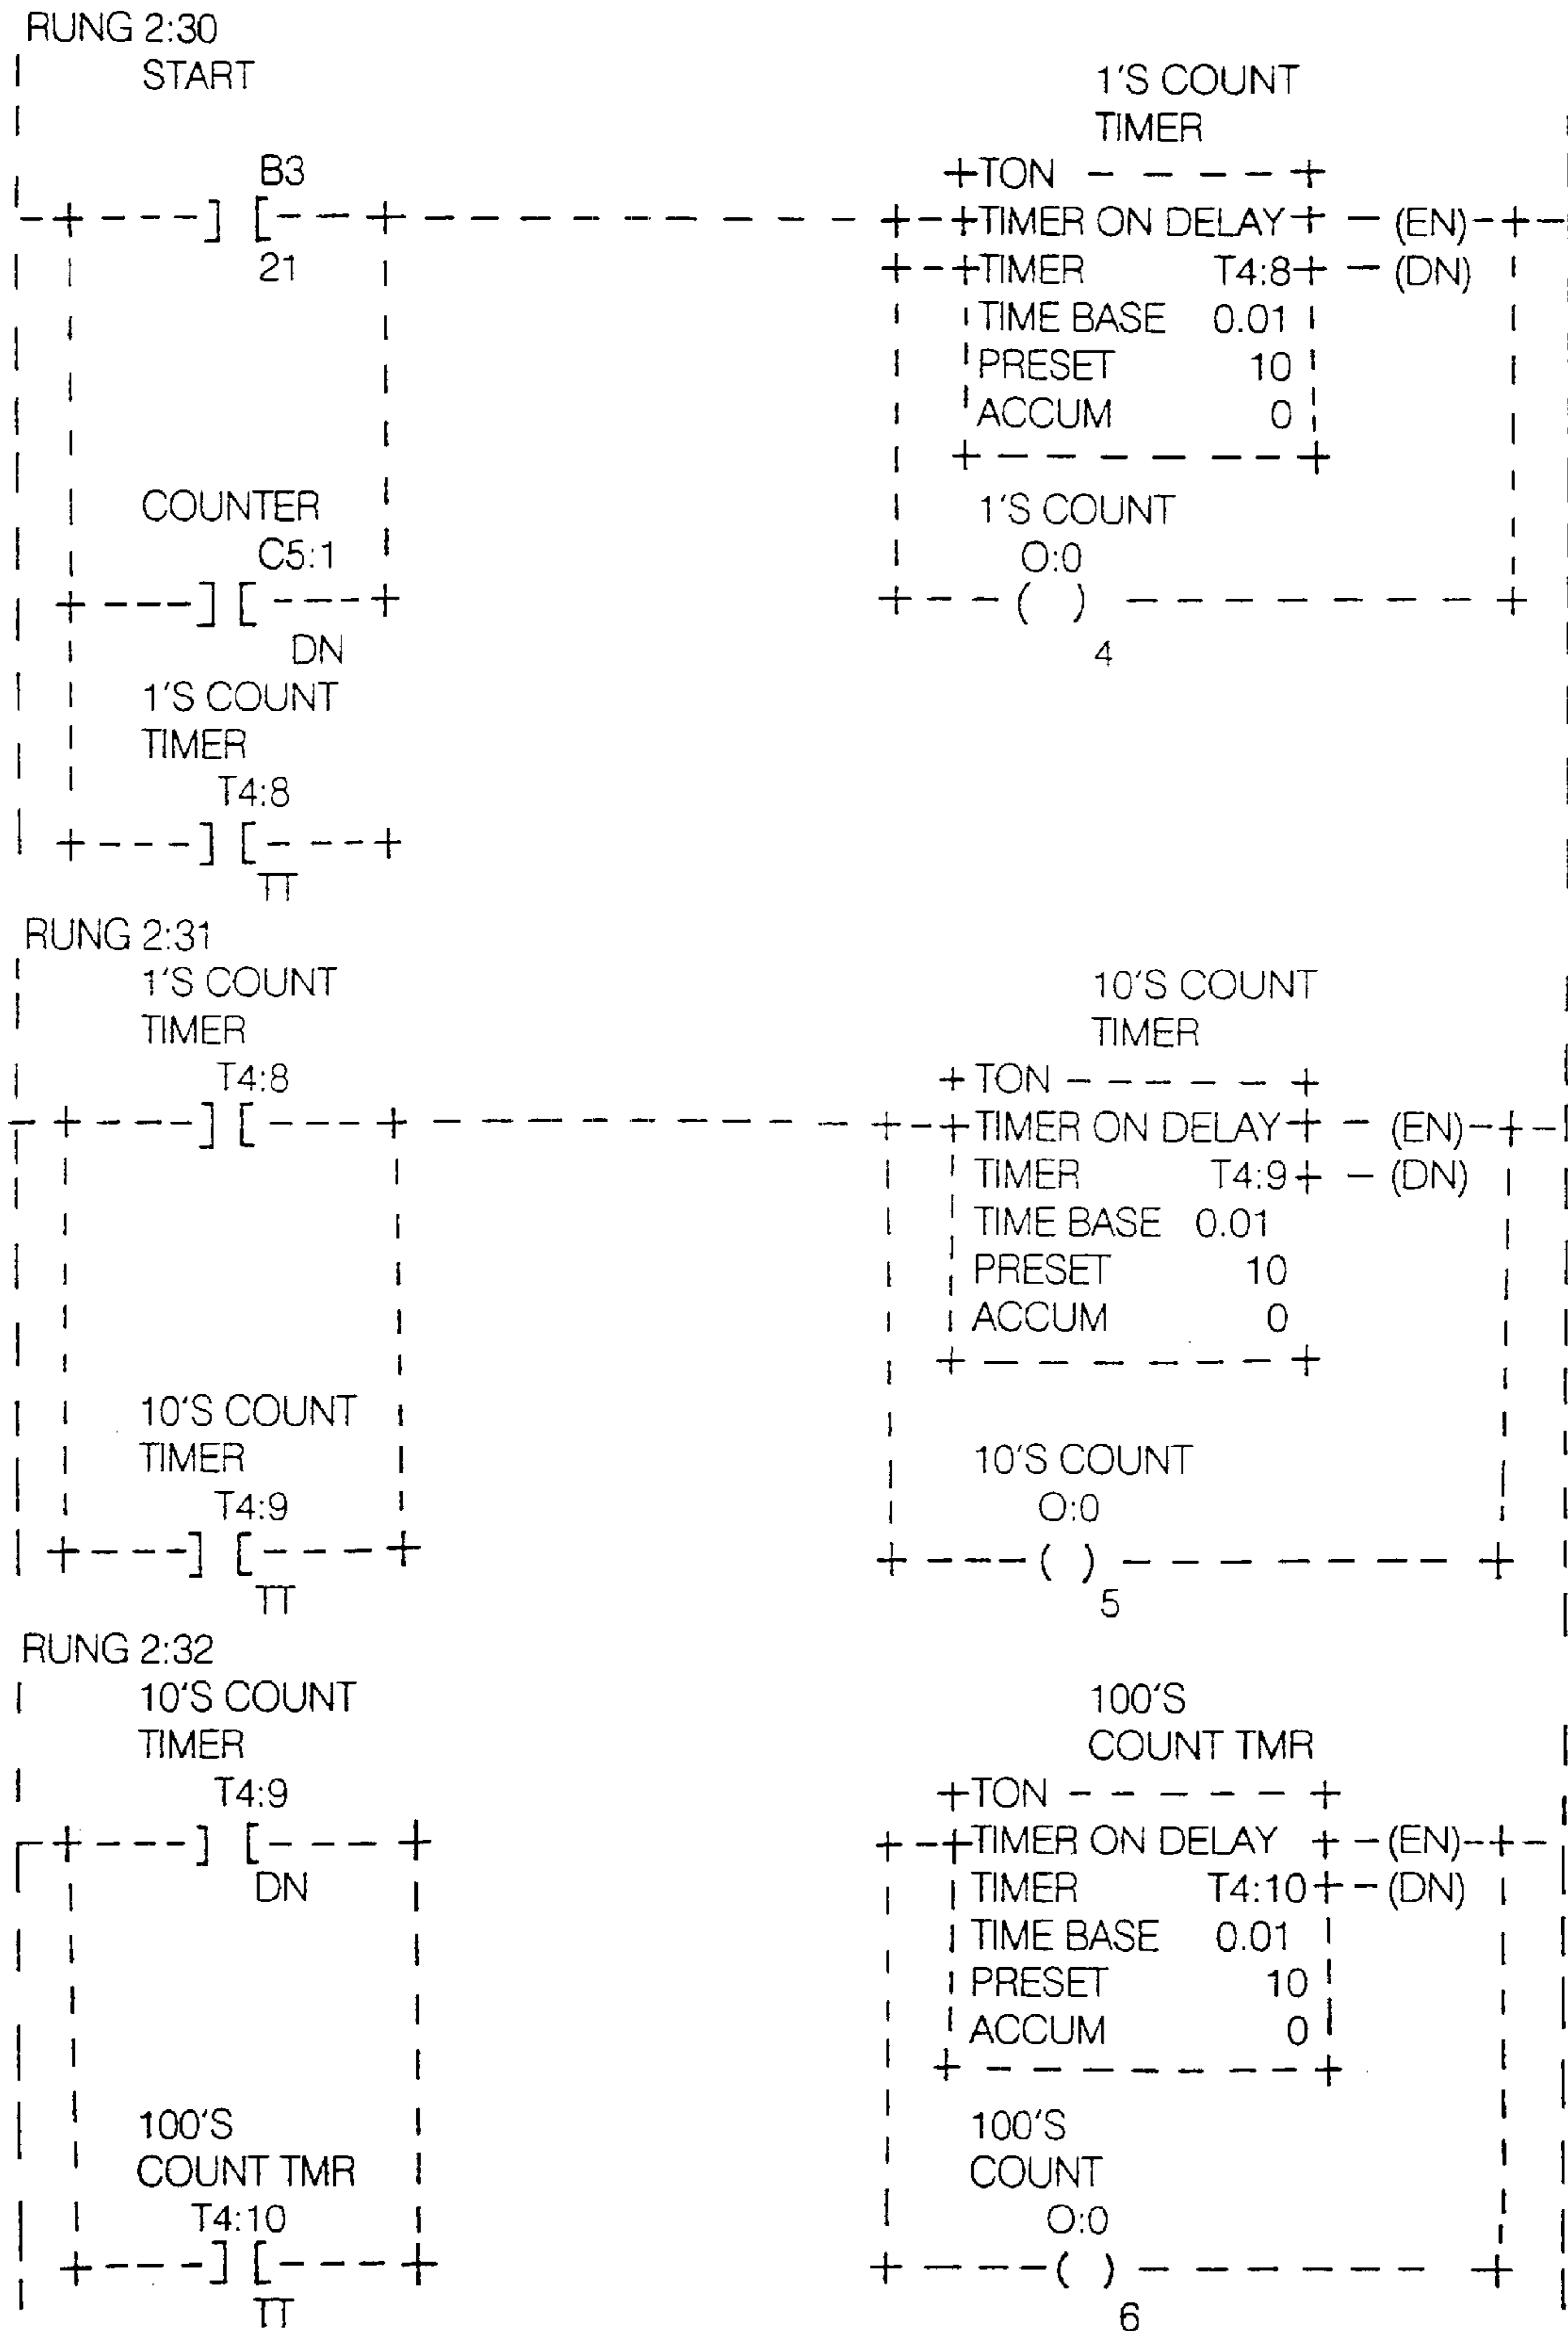 RUNG 2:30
START
1'S COUNT
TIMER
B3
TON
TIMER ON DELAY (EN)
21
TIMER T4:8 (DN)
TIME BASE 0.01
PRESET 10
ACCUM 0
COUNTER
1'S COUNT
C5:1
O:0
DN
4
1'S COUNT
TIMER
T4:8
TT
RUNG 2:31
1'S COUNT
TIMER
10'S COUNT
TIMER
T4:8
TON
TIMER ON DELAY (EN)
TIMER T4:9 (DN)
TIME BASE 0.01
PRESET 10
ACCUM 0
10'S COUNT
TIMER
10'S COUNT
T4:9
O:0
TT
5
RUNG 2:32
10'S COUNT
TIMER
100'S
COUNT TMR
T4:9
TON
TIMER ON DELAY (EN)
DN
TIMER T4:10 (DN)
TIME BASE 0.01
PRESET 10
ACCUM 0
100'S
COUNT TMR
100'S
COUNT
T4:10
O:0
TT
6